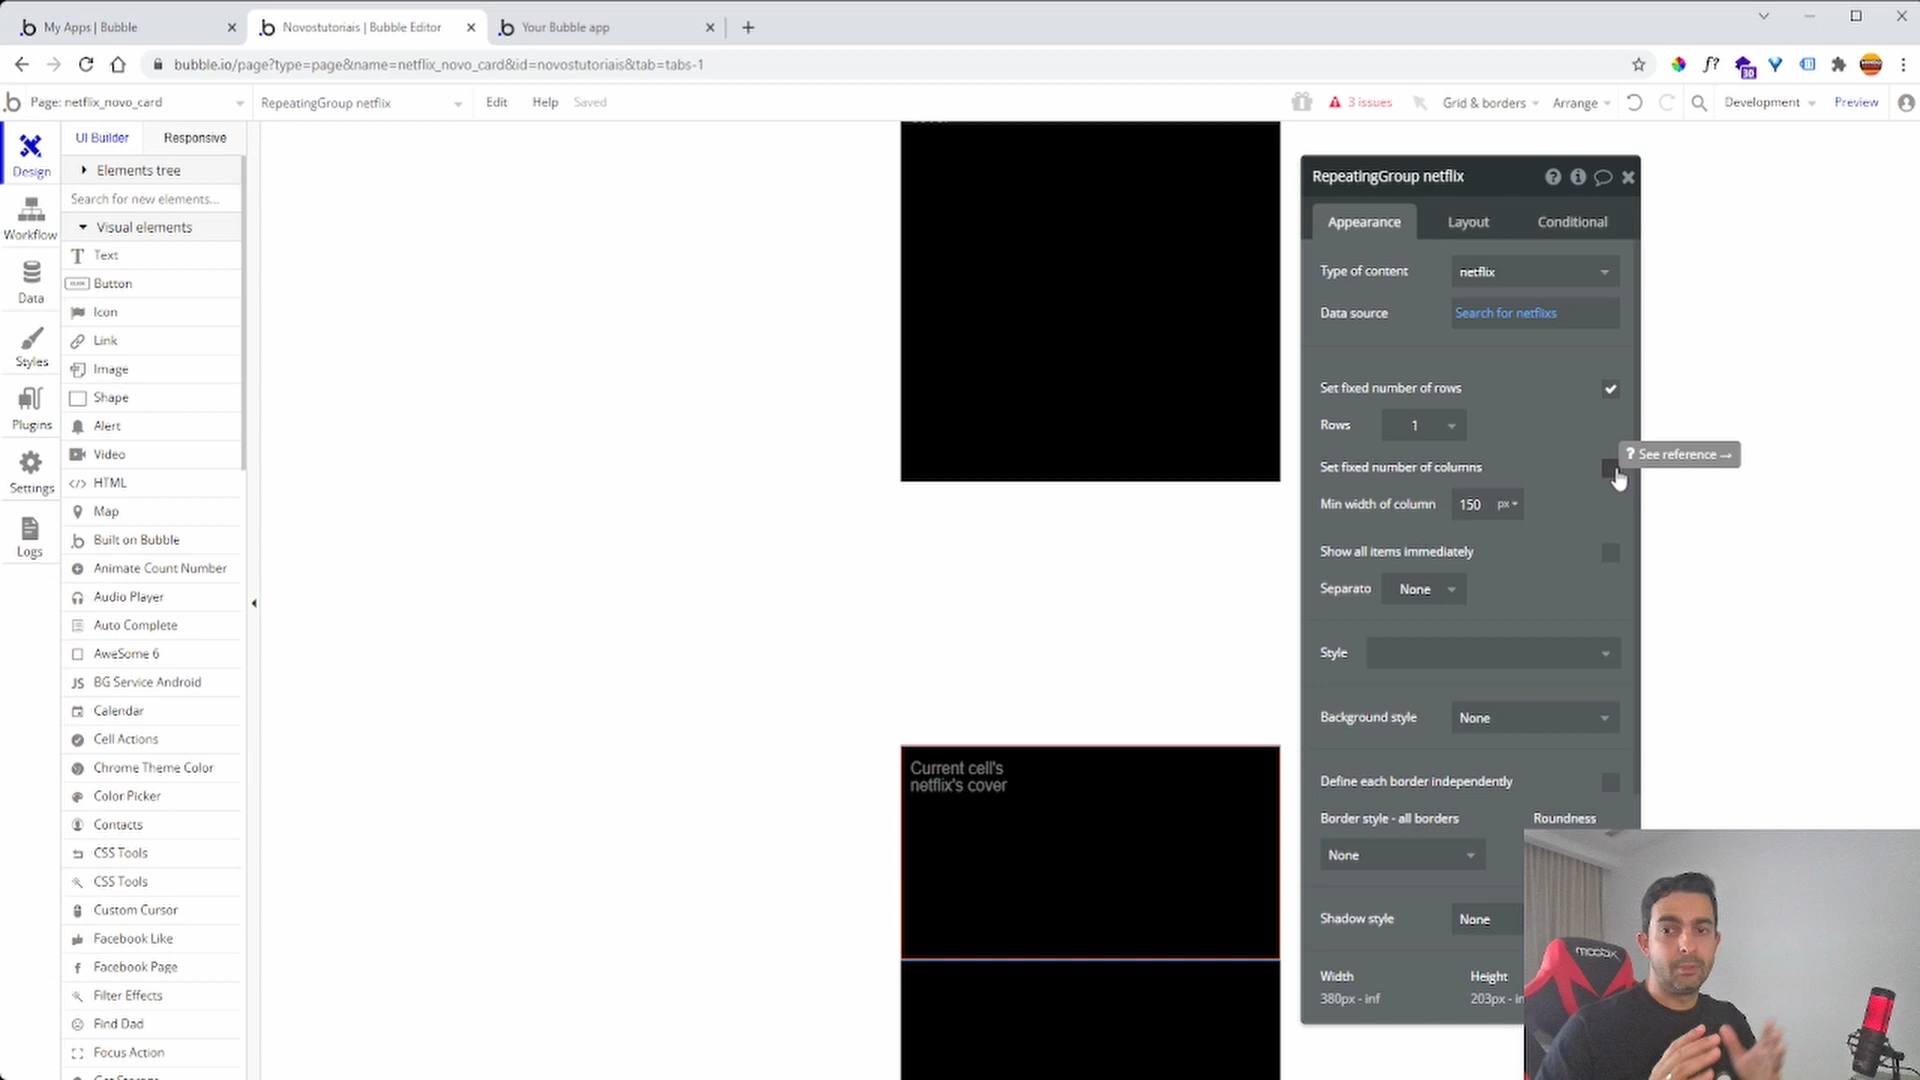 My Apps | Bubble
Novostutoriais | Bubble Editor
Your Bubble app
bubble.io/page?type=page&name=netflix_novo_card&id=novostutoriais&tab=tabs-1
30
Page: netflix_novo_card
RepeatingGroup netflix
Edit
Help
Saved
3 issues
Grid & borders
Arrange
Development
Preview
Design
Workflow
Data
Styles
Plugins
Settings
Logs
UI Builder
Responsive
Elements tree
Search for new elements...
Visual elements
Text
CLICK
Button
Icon
Link
Image
Shape
Alert
Video
HTML
Map
Built on Bubble
Animate Count Number
Audio Player
Auto Complete
AweSome 6
JS BG Service Android
Calendar
Cell Actions
Chrome Theme Color
Color Picker
Contacts
CSS Tools
CSS Tools
Custom Cursor
Facebook Like
Facebook Page
Filter Effects
Find Dad
Focus Action
Current cell's
netflix's cover
RepeatingGroup netflix
Appearance
Layout
Conditional
Type of content
netflix
Data source
Search for netflixs
Set fixed number of rows
Rows
1
? See reference →
Set fixed number of columns
Min width of column
150
px
Show all items immediately
Separato
None
Style
Background style
None
Define each border independently
Border style - all borders
Roundness
None
Shadow style
None
Width
Height
380px - inf
203px - in
moobx